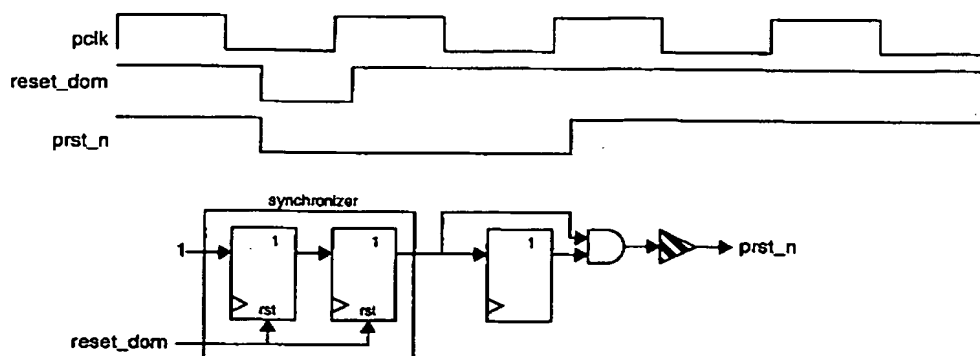 pclk
reset_dom
prst_n
synchronizer
1
1
1
1
prst_n
rst
rst
reset_dom